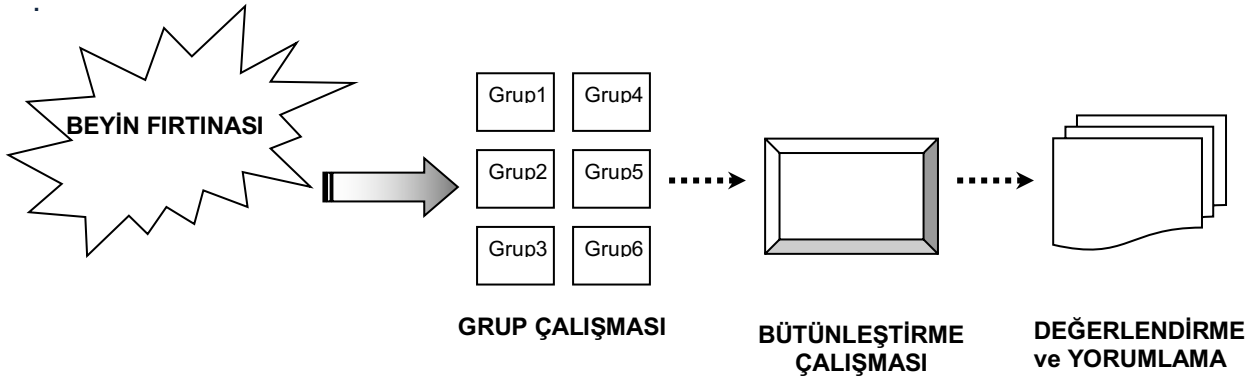 BEYİN FIRTINASI
Grup1
Grup4
Grup2
Grup5
Grup3
Grup6
GRUP ÇALIŞMASI
BÜTÜNLEŞTİRME
ÇALIŞMASI
DEĞERLENDİRME
ve YORUMLAMA